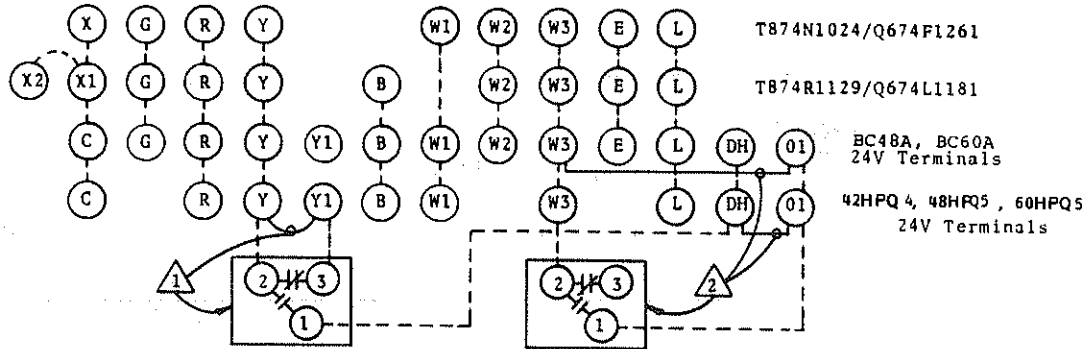 X G R Y W1 W2 W3 E L T874N1024/Q674F1261
X2 X1 G R Y B W2 W3 E L T874R1129/Q674L1181
C G R Y Y1 B W1 W2 W3 E L DH O1 BC48A, BC60A
24V Terminals
C R Y Y1 B W1 W3 L DH O1 42HPQ4, 48HPQ5, 60HPQ5
24V Terminals
1 2 3 2 3 2
1 1